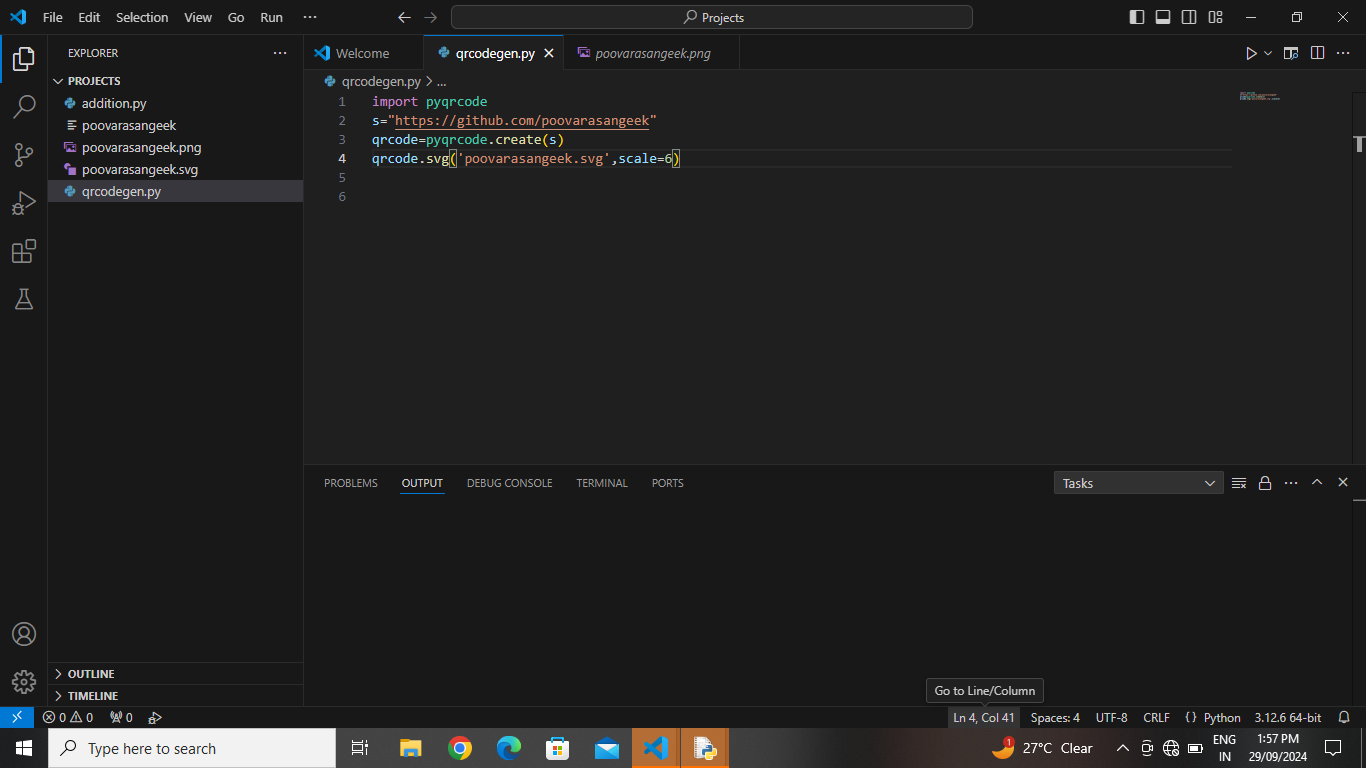 File Edit Selection View Go Run ··· Projects
EXPLORER ···
PROJECTS
addition.py
poovarasangeek
poovarasangeek.png
poovarasangeek.svg
qrcodegen.py
OUTLINE
TIMELINE
Welcome qrcodegen.py poovarasangeek.png
qrcodegen.py > ...
1 import pyqrcode
2 s="https://github.com/poovarasangeek"
3 qrcode=pyqrcode.create(s)
4 qrcode.svg('poovarasangeek.svg',scale=6)
5
6
PROBLEMS OUTPUT DEBUG CONSOLE TERMINAL PORTS Tasks
Go to Line/Column
0 0 0 Ln 4, Col 41 Spaces: 4 UTF-8 CRLF {} Python 3.12.6 64-bit
Type here to search 1 27°C Clear ENG IN 1:57 PM 29/09/2024